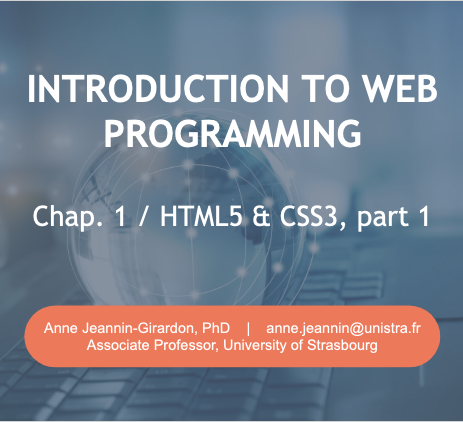 INTRODUCTION TO WEB
PROGRAMMING
Chap. 1 / HTML5 & CSS3, part 1
Anne Jeannin-Girardon, PhD | anne.jeannin@unistra.fr
Associate Professor, University of Strasbourg